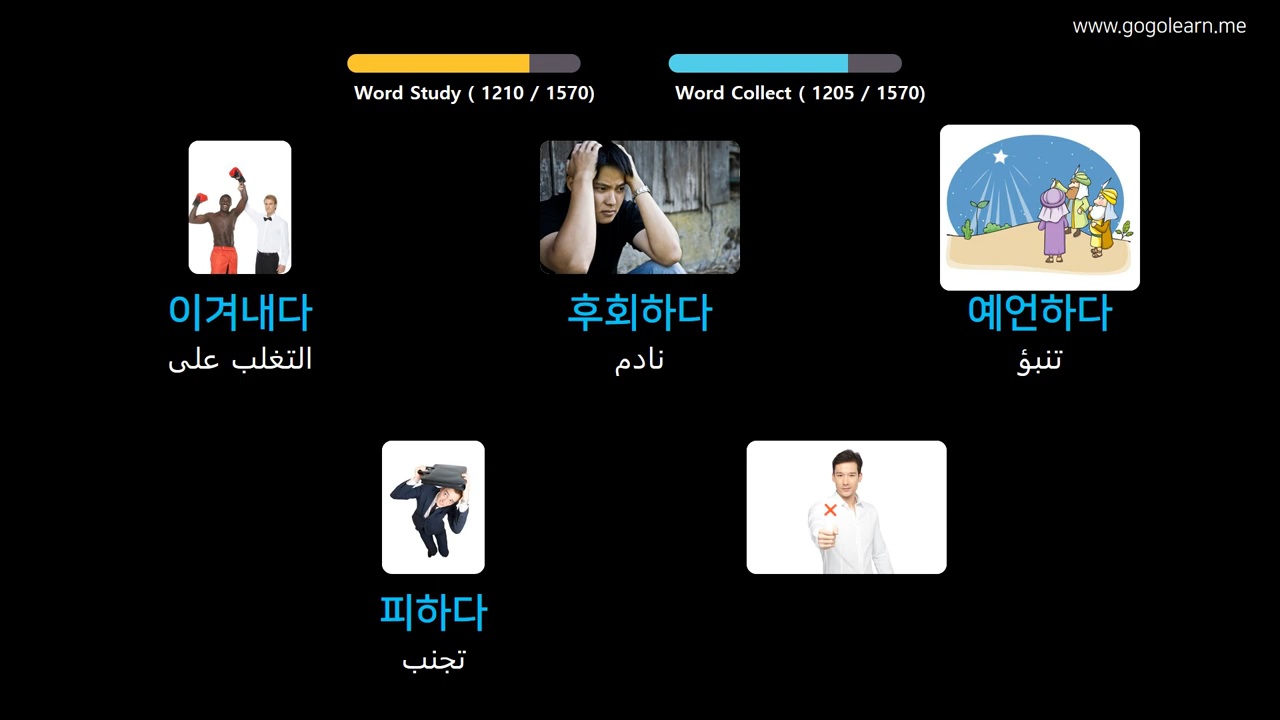 www.gogolearn.me
Word Study ( 1210 / 1570)
Word Collect ( 1205 / 1570)
이겨내다
التغلب على
후회하다
نادم
예언하다
تنبؤ
피하다
تجنب